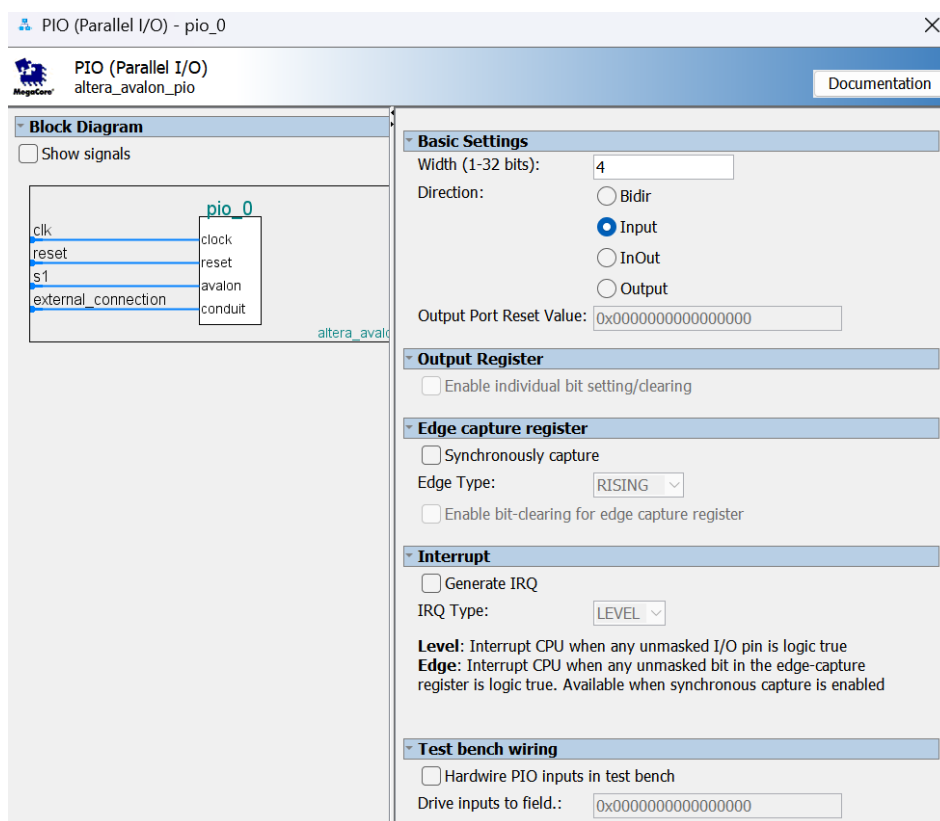 PIO (Parallel I/O) - pio_0
PIO (Parallel I/O)
altera_avalon_pio
MegaCore'
Documentation
Block Diagram
Show signals
pio_0
clk
clock
reset
reset
s1
avalon
external_connection
conduit
altera_avalo
Basic Settings
Width (1-32 bits): 4
Direction: Bidir
Input
InOut
Output
Output Port Reset Value: 0x0000000000000000
Output Register
Enable individual bit setting/clearing
Edge capture register
Synchronously capture
Edge Type: RISING
Enable bit-clearing for edge capture register
Interrupt
Generate IRQ
IRQ Type: LEVEL
Level: Interrupt CPU when any unmasked I/O pin is logic true
Edge: Interrupt CPU when any unmasked bit in the edge-capture
register is logic true. Available when synchronous capture is enabled
Test bench wiring
Hardwire PIO inputs in test bench
Drive inputs to field.: 0x0000000000000000